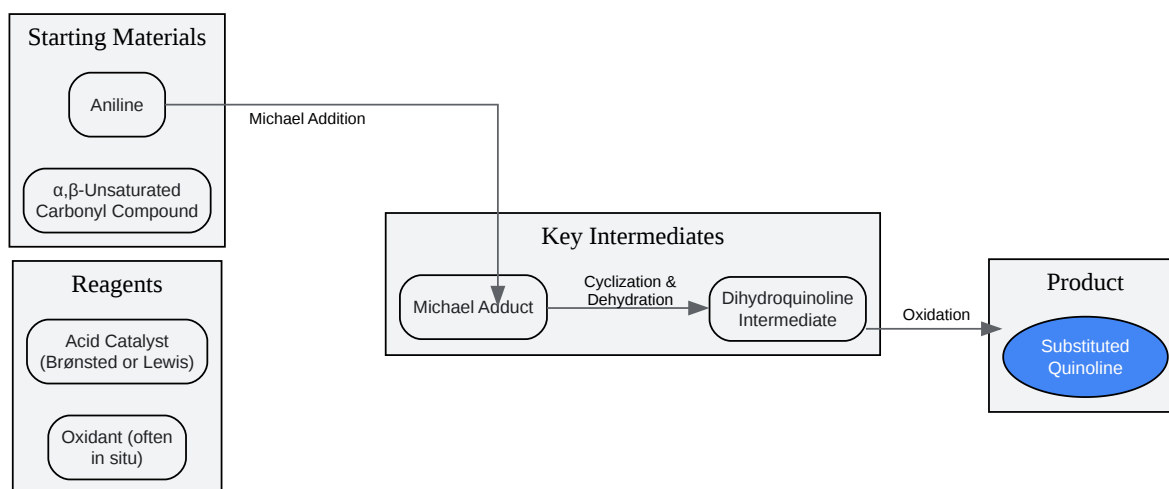 Starting Materials
Aniline
Michael Addition
α,β-Unsaturated
Carbonyl Compound
Key Intermediates
Michael Adduct
Cyclization &
Dehydration
Dihydroquinoline
Intermediate
Oxidation
Product
Substituted
Quinoline
Reagents
Acid Catalyst
(Brønsted or Lewis)
Oxidant (often
in situ)